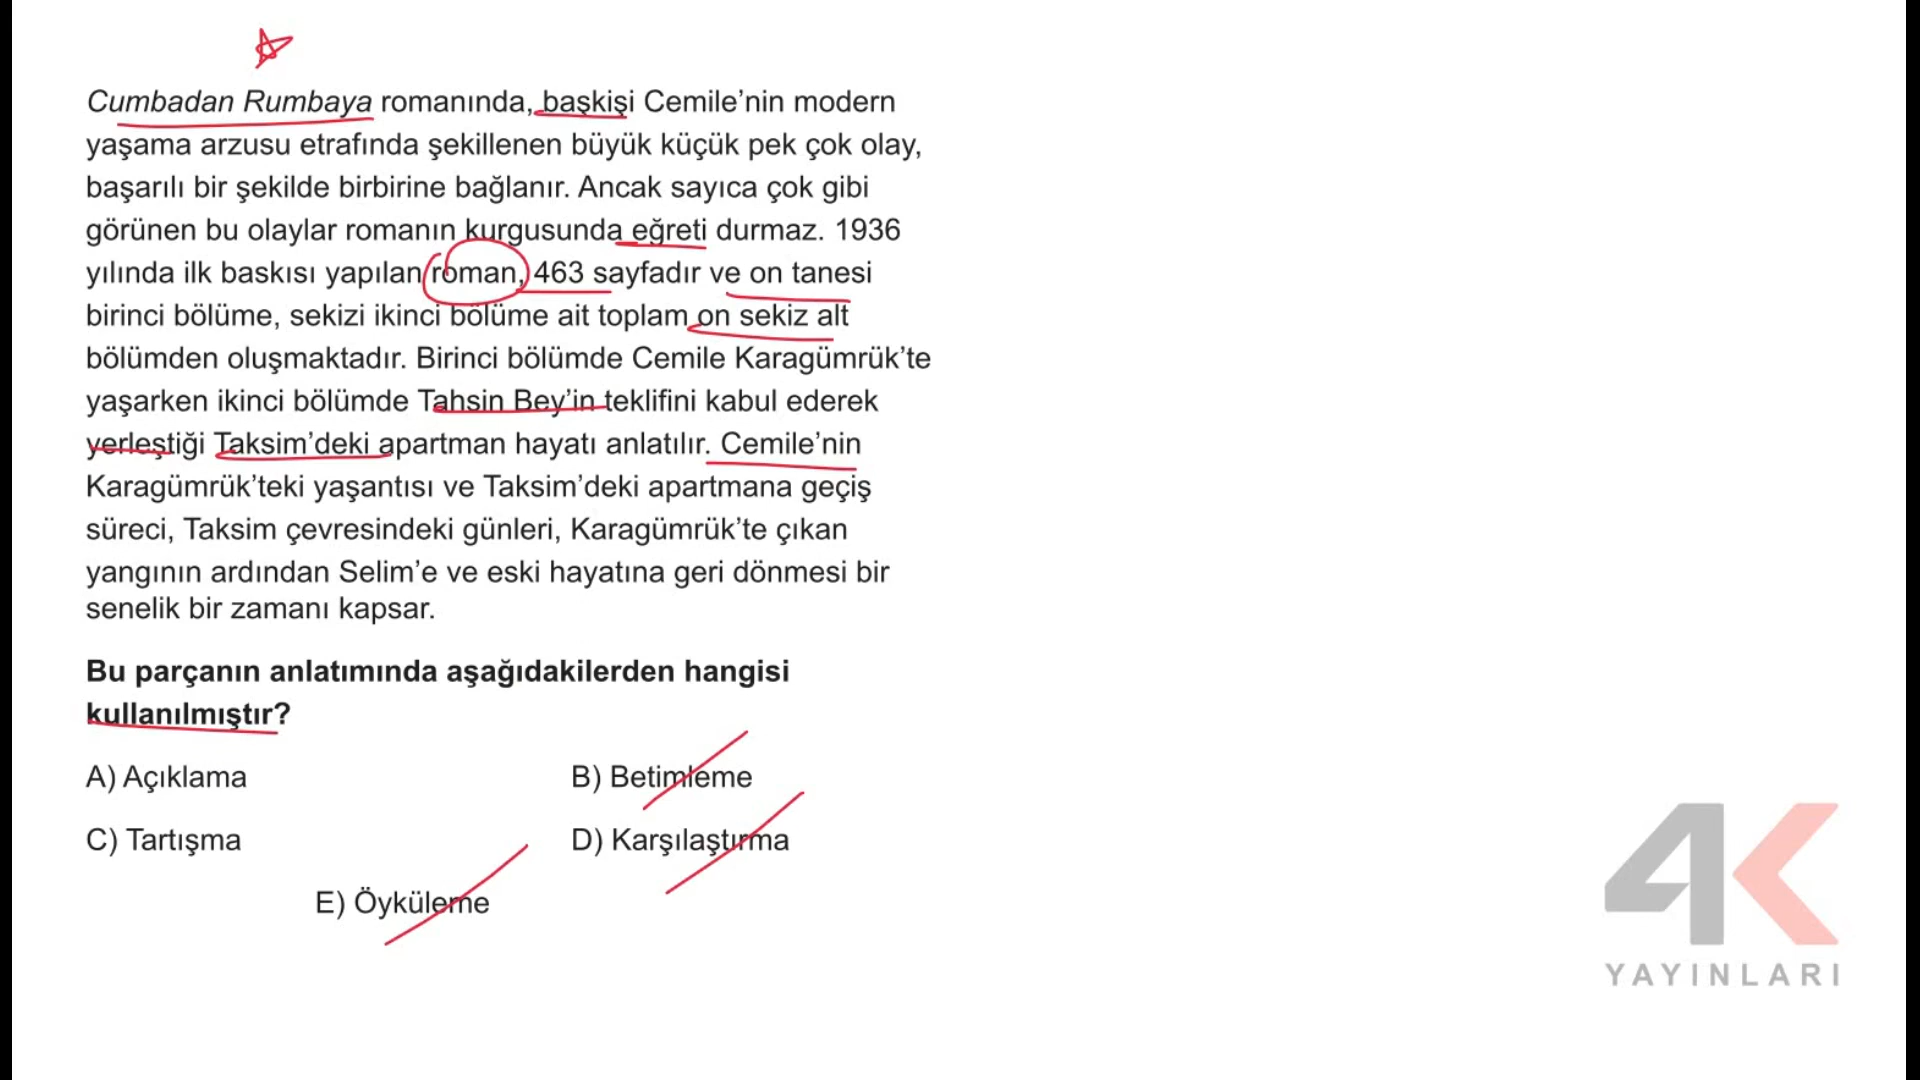 Cumbadan Rumbaya romanında, başkişi Cemile’nin modern
yaşama arzusu etrafında şekillenen büyük küçük pek çok olay,
başarılı bir şekilde birbirine bağlanır. Ancak sayıca çok gibi
görünen bu olaylar romanın kurgusunda eğreti durmaz. 1936
yılında ilk baskısı yapılan roman, 463 sayfadır ve on tanesi
birinci bölüme, sekizi ikinci bölüme ait toplam on sekiz alt
bölümden oluşmaktadır. Birinci bölümde Cemile Karagümrük’te
yaşarken ikinci bölümde Tahsin Bey’in teklifini kabul ederek
yerleştiği Taksim’deki apartman hayatı anlatılır. Cemile’nin
Karagümrük’teki yaşantısı ve Taksim’deki apartmana geçiş
süreci, Taksim çevresindeki günleri, Karagümrük’te çıkan
yangının ardından Selim’e ve eski hayatına geri dönmesi bir
senelik bir zamanı kapsar.
Bu parçanın anlatımında aşağıdakilerden hangisi
kullanılmıştır?
A) Açıklama
B) Betimleme
C) Tartışma
D) Karşılaştırma
E) Öyküleme
4K
YAYINLARI